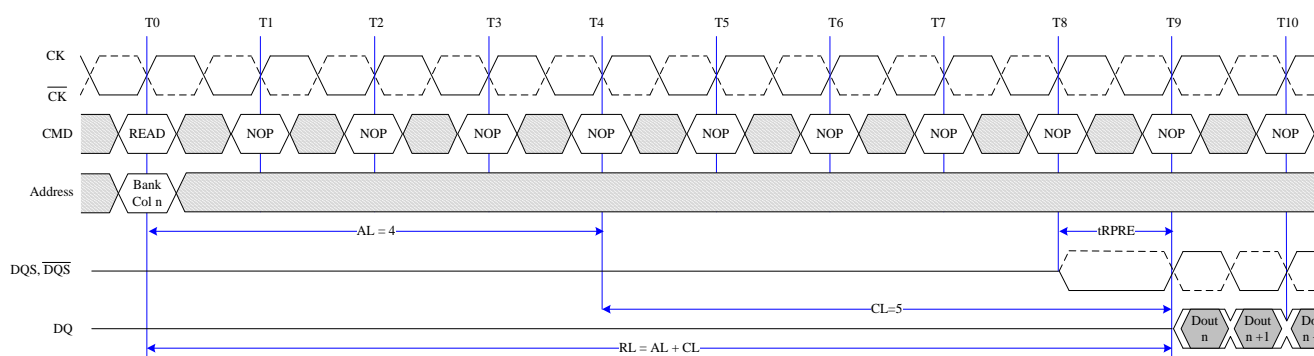 T0 T1 T2 T3 T4 T5 T6 T7 T8 T9 T10
CK
CK
CMD READ NOP NOP NOP NOP NOP NOP NOP NOP NOP NOP
Address Bank
Col n
AL = 4 tRPRE
DQS, DQS
CL=5
DQ Dout Dout Do
n n +1 n
RL = AL + CL